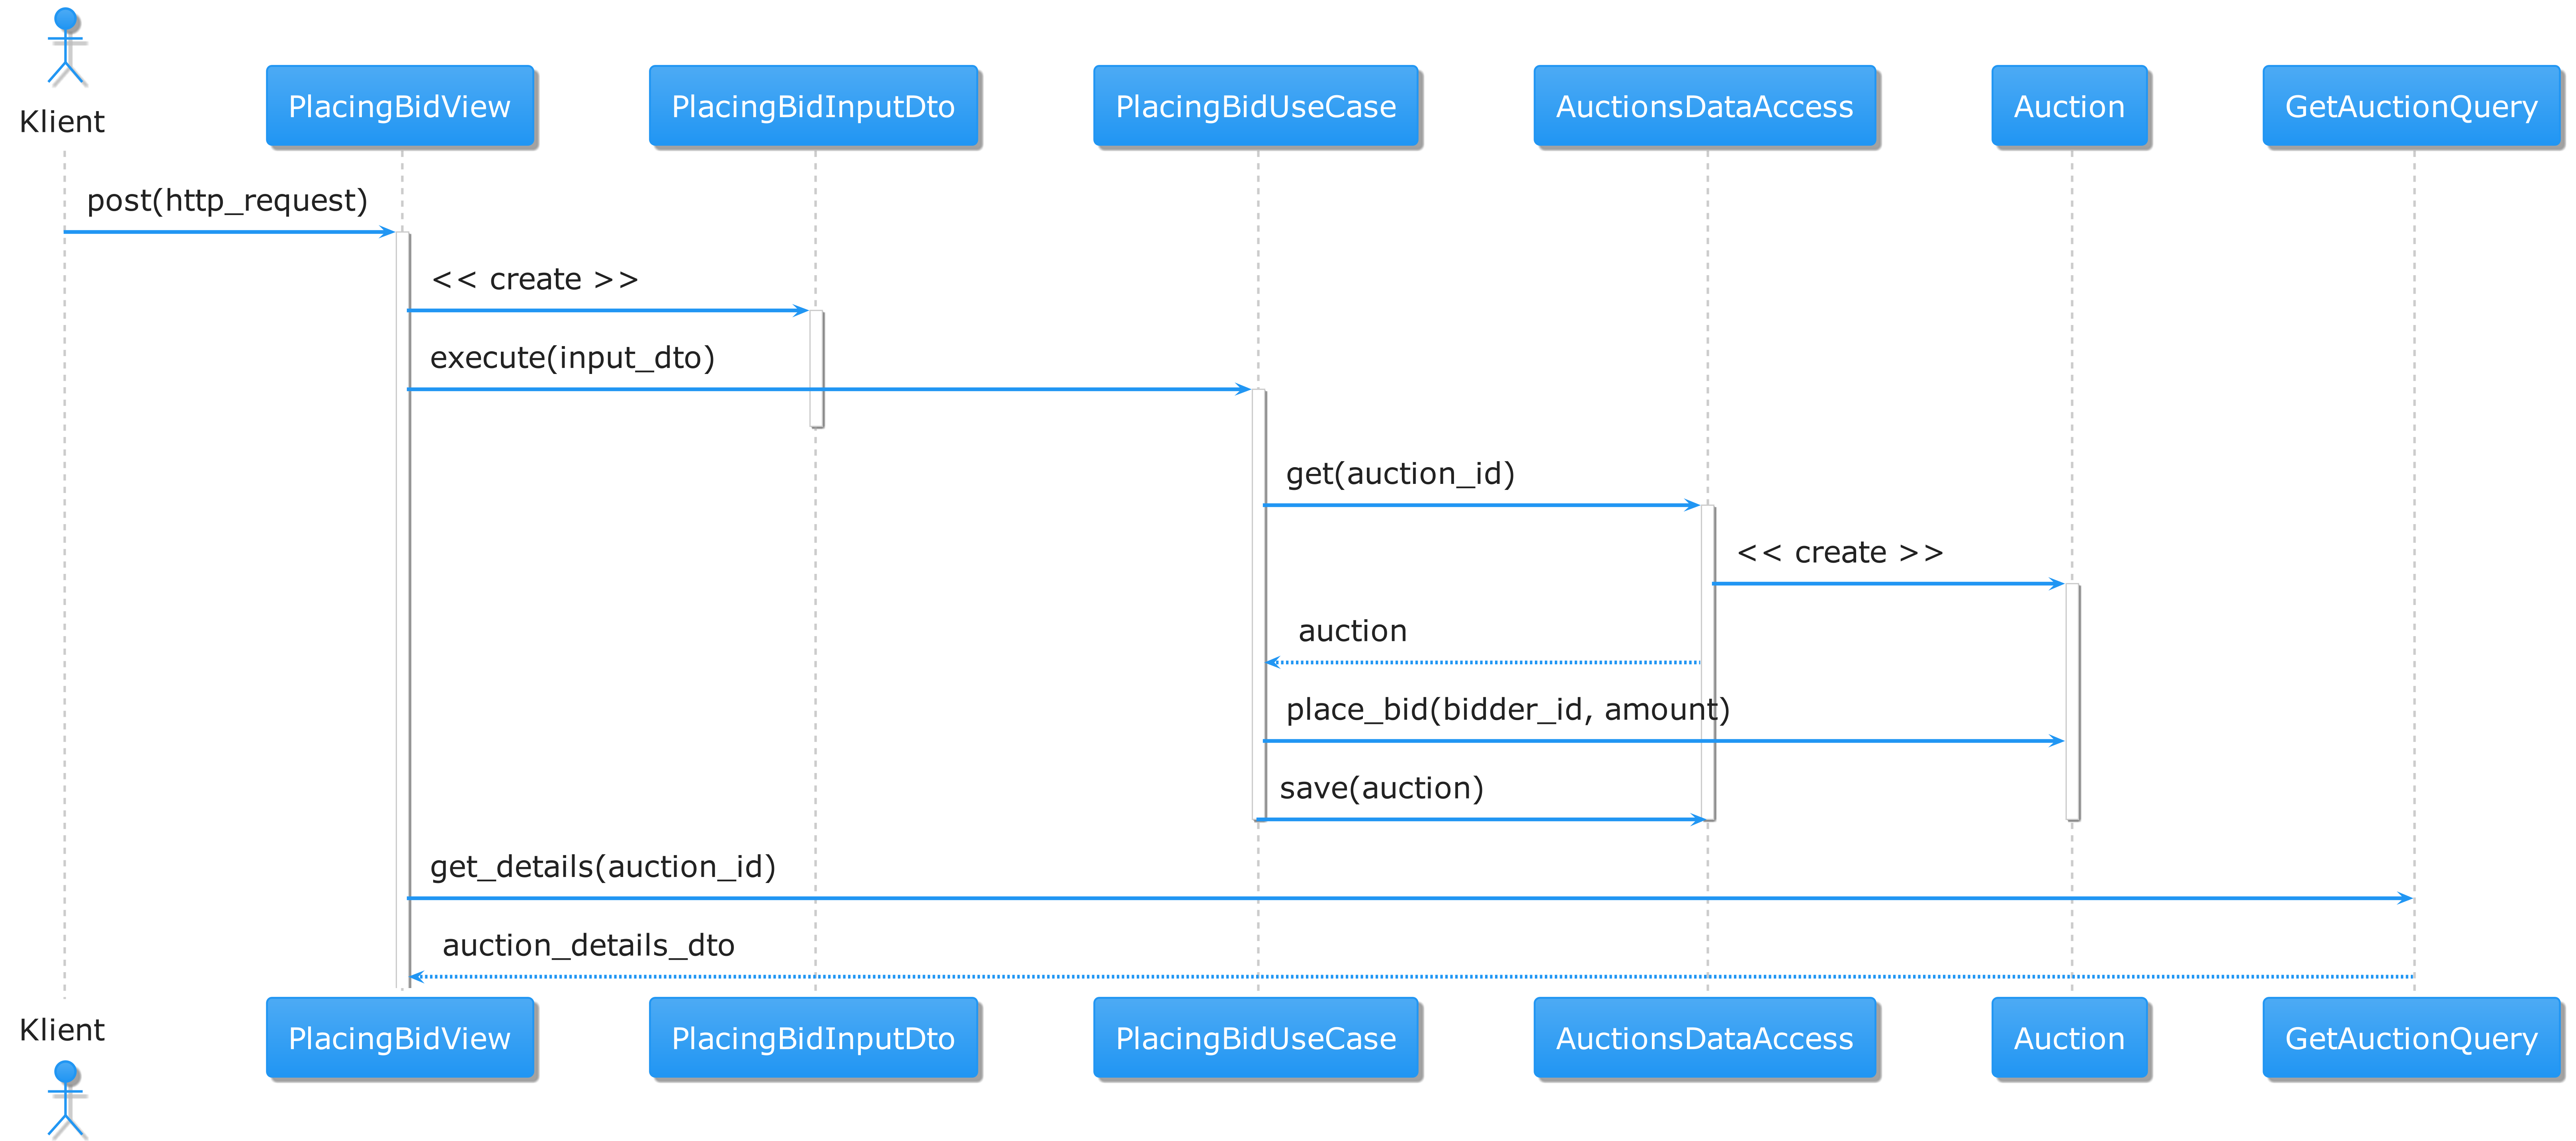 Klient
PlacingBidView
PlacingBidInputDto
PlacingBidUseCase
AuctionsDataAccess
Auction
GetAuctionQuery
post(http_request)
<< create >>
execute(input_dto)
get(auction_id)
<< create >>
auction
place_bid(bidder_id, amount)
save(auction)
get_details(auction_id)
auction_details_dto
Klient
PlacingBidView
PlacingBidInputDto
PlacingBidUseCase
AuctionsDataAccess
Auction
GetAuctionQuery